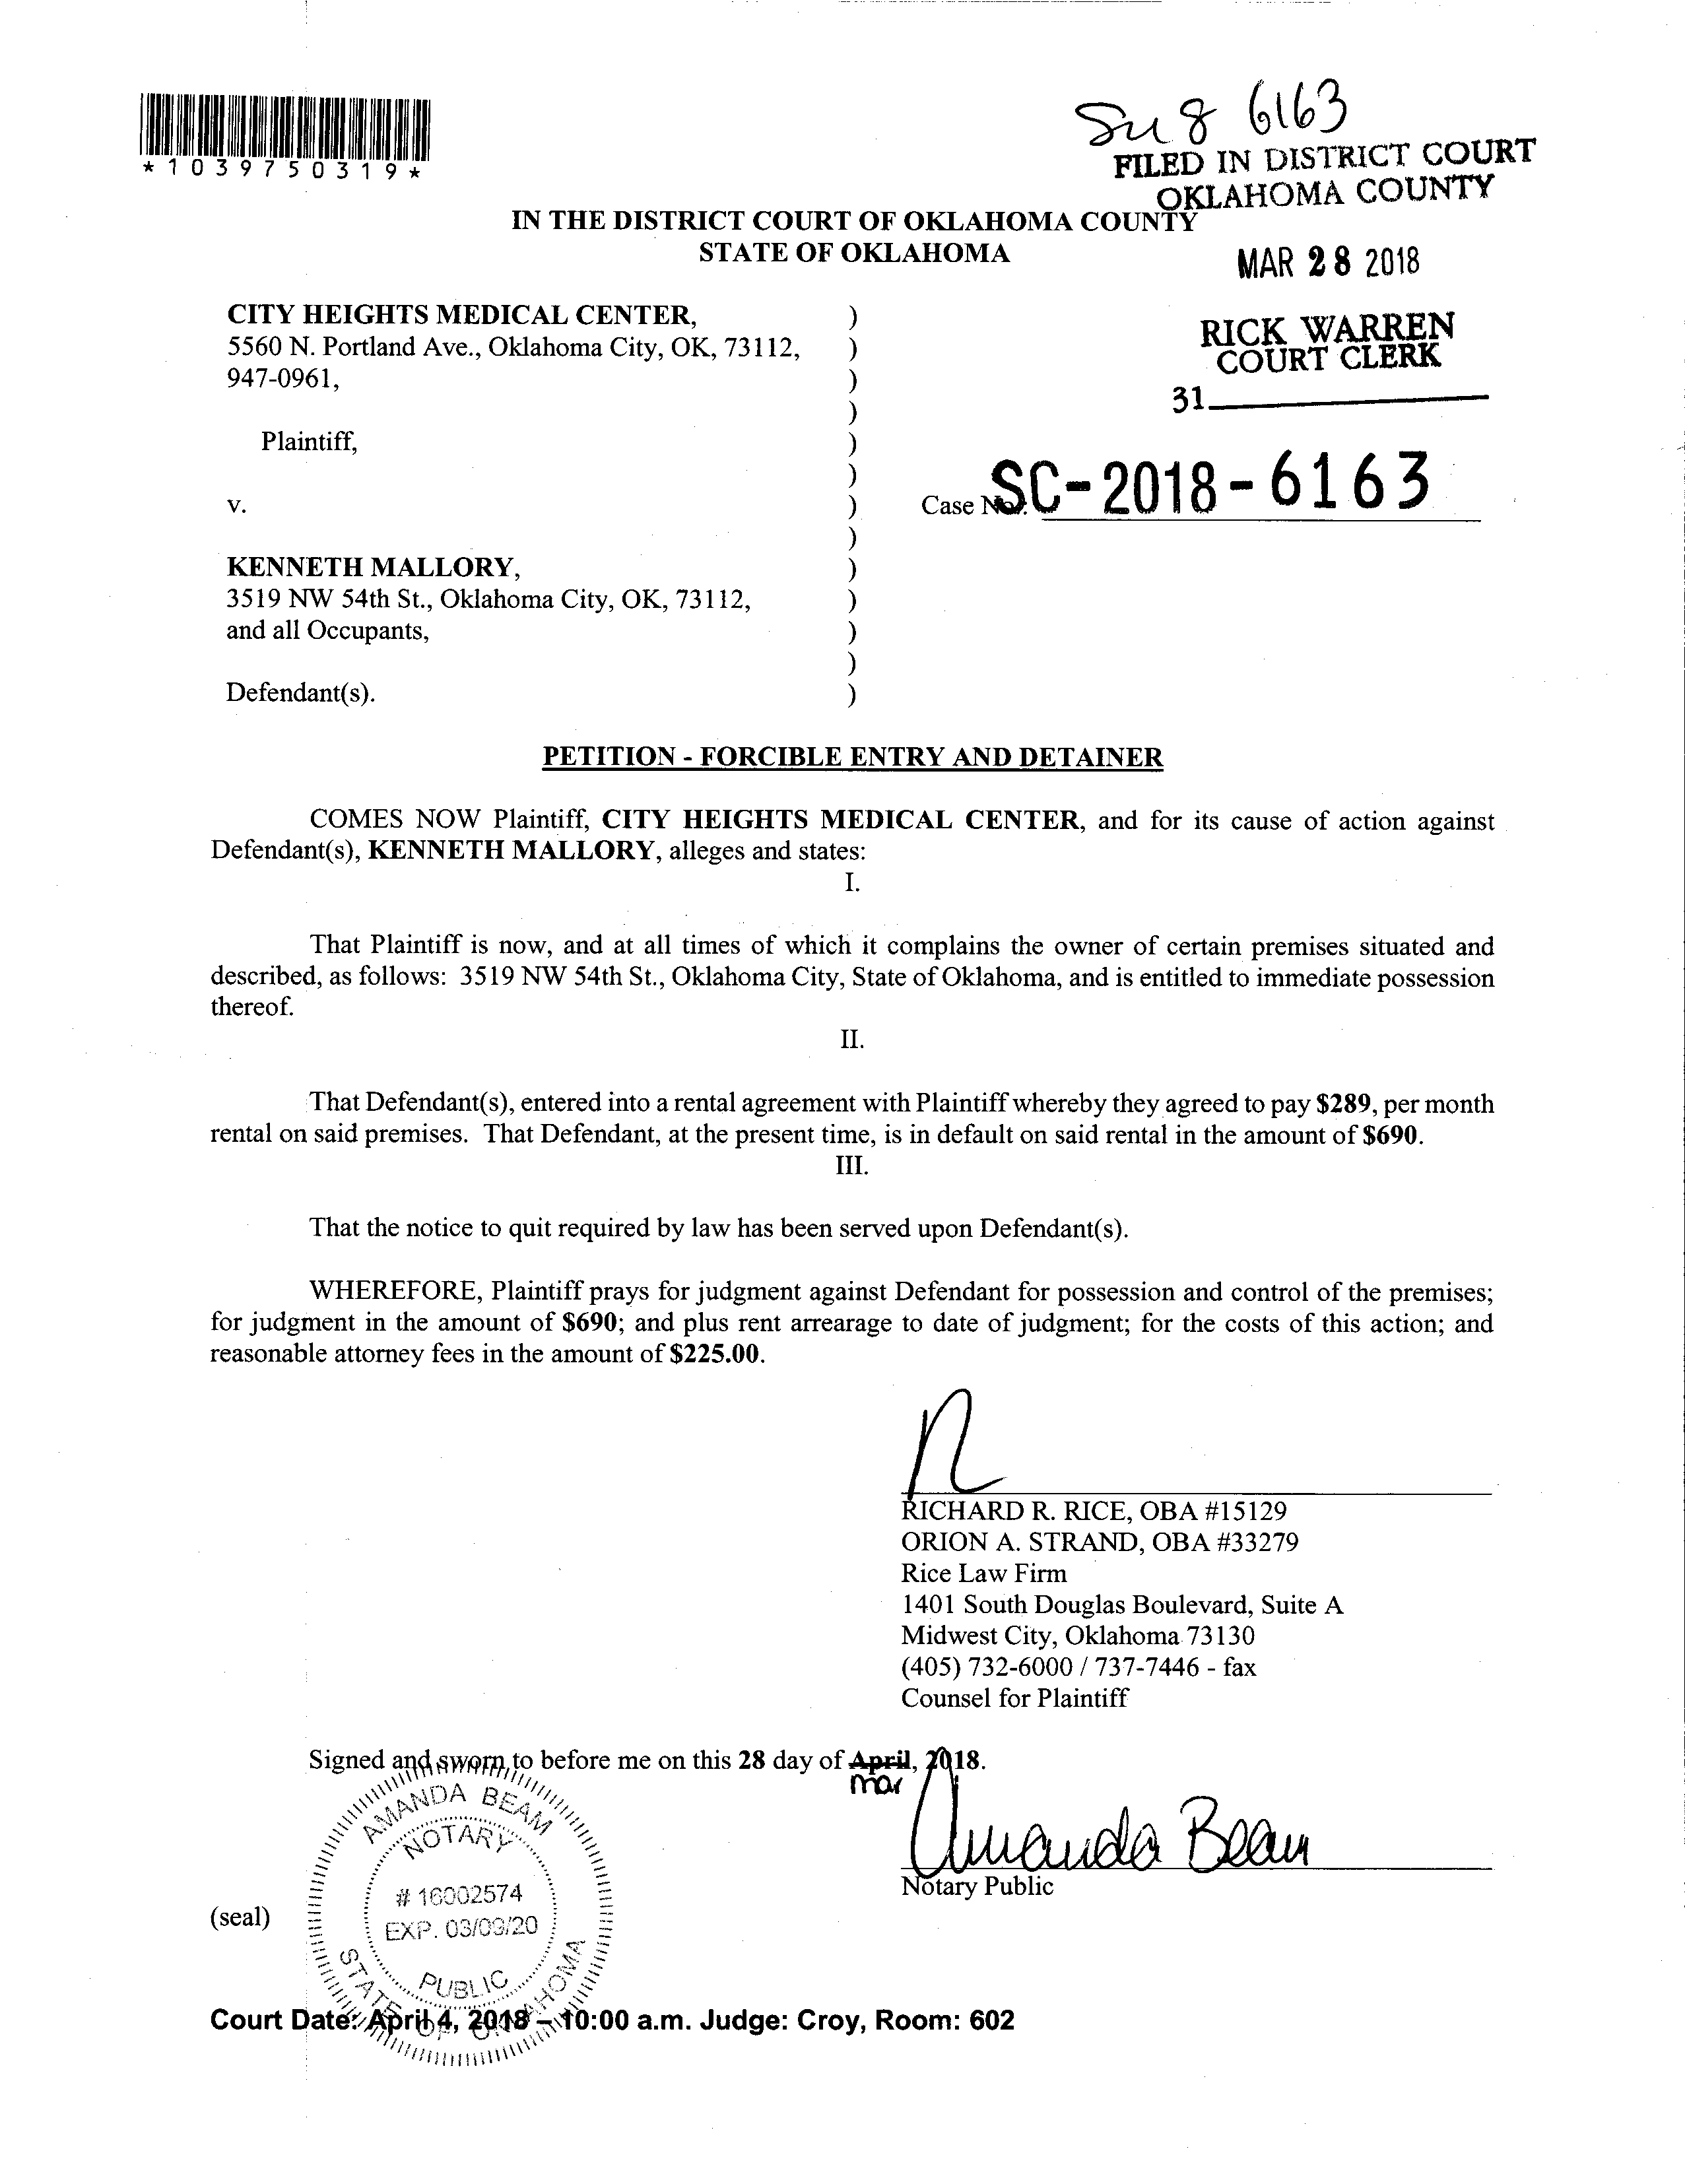 Su 8 6163
*1039750319*
FILED IN DISTRICT COURT
OKLAHOMA COUNTY
IN THE DISTRICT COURT OF OKLAHOMA COUNTY
STATE OF OKLAHOMA
MAR 28 2018
CITY HEIGHTS MEDICAL CENTER, )
5560 N. Portland Ave., Oklahoma City, OK, 73112, )
947-0961, )
)
Plaintiff, )
)
v. )
)
KENNETH MALLORY, )
3519 NW 54th St., Oklahoma City, OK, 73112, )
and all Occupants, )
)
Defendant(s). )
RICK WARREN
COURT CLERK
31
Case No. SC-2018-6163
PETITION - FORCIBLE ENTRY AND DETAINER
COMES NOW Plaintiff, CITY HEIGHTS MEDICAL CENTER, and for its cause of action against
Defendant(s), KENNETH MALLORY, alleges and states:
I.
That Plaintiff is now, and at all times of which it complains the owner of certain premises situated and
described, as follows: 3519 NW 54th St., Oklahoma City, State of Oklahoma, and is entitled to immediate possession
thereof.
II.
That Defendant(s), entered into a rental agreement with Plaintiff whereby they agreed to pay $289, per month
rental on said premises. That Defendant, at the present time, is in default on said rental in the amount of $690.
III.
That the notice to quit required by law has been served upon Defendant(s).
WHEREFORE, Plaintiff prays for judgment against Defendant for possession and control of the premises;
for judgment in the amount of $690; and plus rent arrearage to date of judgment; for the costs of this action; and
reasonable attorney fees in the amount of $225.00.
RICHARD R. RICE, OBA #15129
ORION A. STRAND, OBA #33279
Rice Law Firm
1401 South Douglas Boulevard, Suite A
Midwest City, Oklahoma 73130
(405) 732-6000 / 737-7446 - fax
Counsel for Plaintiff
Signed and sworn to before me on this 28 day of April, 2018.
mar
Amanda Beam
Notary Public
(seal)
AMANDA BEAM
NOTARY
# 16002574
EXP. 03/09/20
PUBLIC
STATE OF OKLAHOMA
Court Date: April 4, 2018 – 10:00 a.m. Judge: Croy, Room: 602